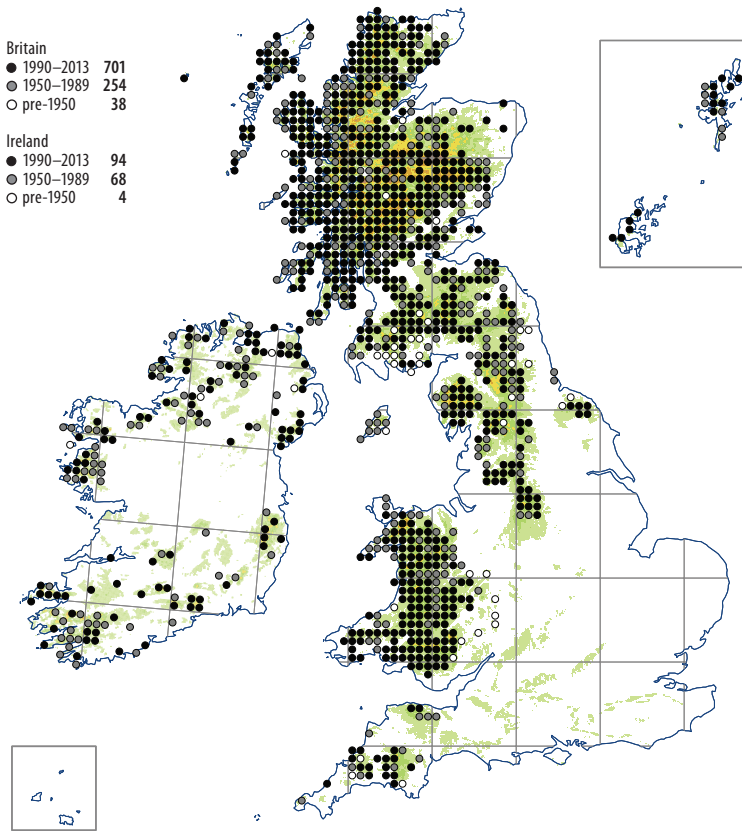 Britain
1990–2013 701
1950–1989 254
pre-1950 38
Ireland
1990–2013 94
1950–1989 68
pre-1950 4